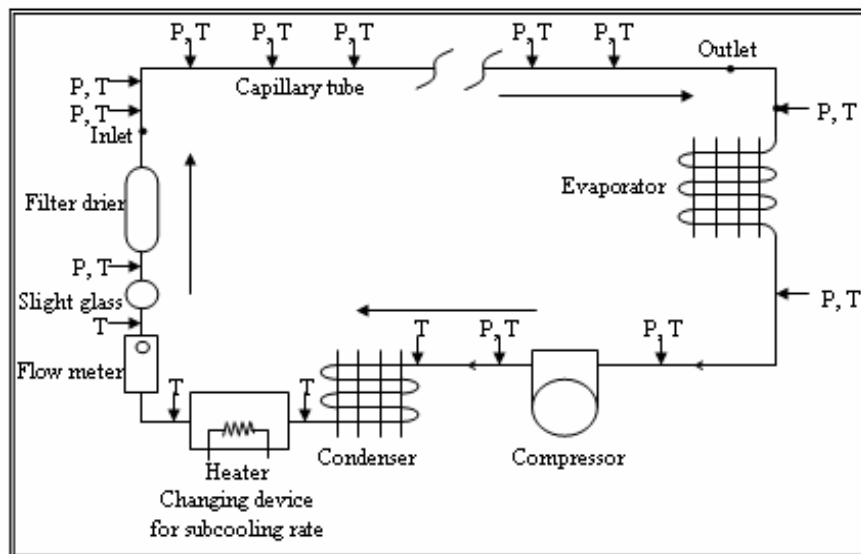 P, T P, T P, T P, T P, T Outlet
Capillary tube
P, T
P, T
Inlet
P, T
Evaporator
Filter drier
P, T
Slight glass
T
P, T
T P, T P, T
Flow meter
T T
Condenser Compressor
Heater
Changing device
for subcooling rate